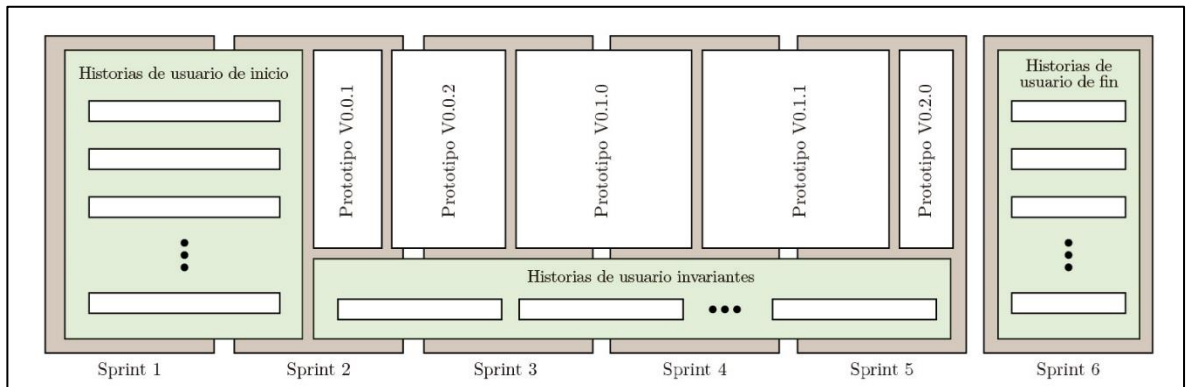 Historias de usuario de inicio
Prototipo V0.0.1
Prototipo V0.0.2
Prototipo V0.1.0
Prototipo V0.1.1
Prototipo V0.2.0
Historias de
usuario de fin
Historias de usuario invariantes
Sprint 1
Sprint 2
Sprint 3
Sprint 4
Sprint 5
Sprint 6